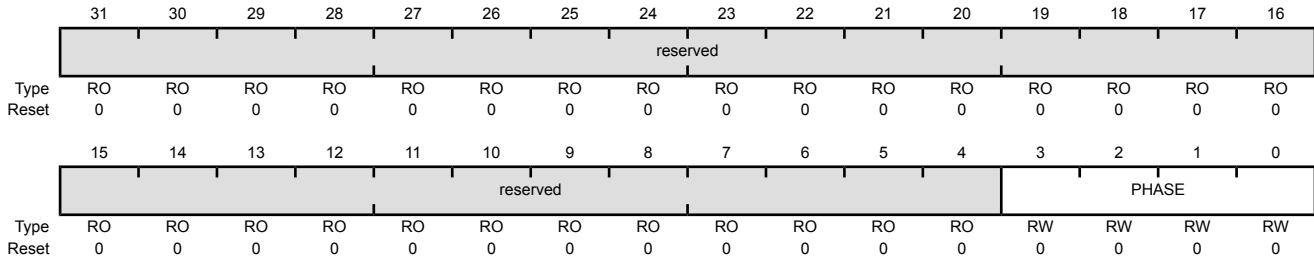 31 30 29 28 27 26 25 24 23 22 21 20 19 18 17 16
reserved
Type RO RO RO RO RO RO RO RO RO RO RO RO RO RO RO RO
Reset 0 0 0 0 0 0 0 0 0 0 0 0 0 0 0 0
15 14 13 12 11 10 9 8 7 6 5 4 3 2 1 0
reserved PHASE
Type RO RO RO RO RO RO RO RO RO RO RO RO RW RW RW RW
Reset 0 0 0 0 0 0 0 0 0 0 0 0 0 0 0 0